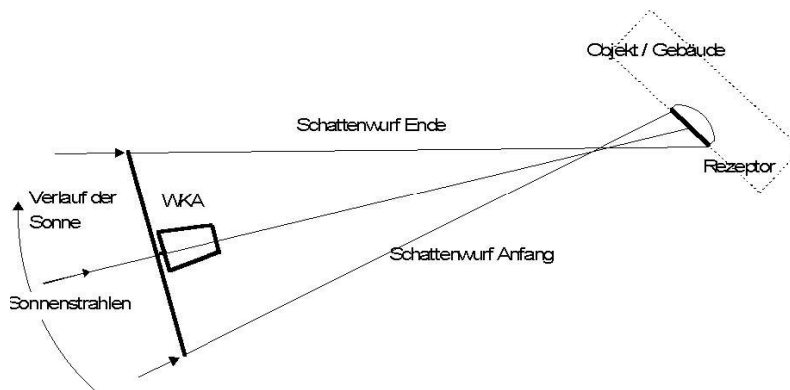 Objekt / Gebäude
Schattenwurf Ende
Rezeptor
Verlauf der
Sonne
WKA
Schattenwurf Anfang
Sonnenstrahlen